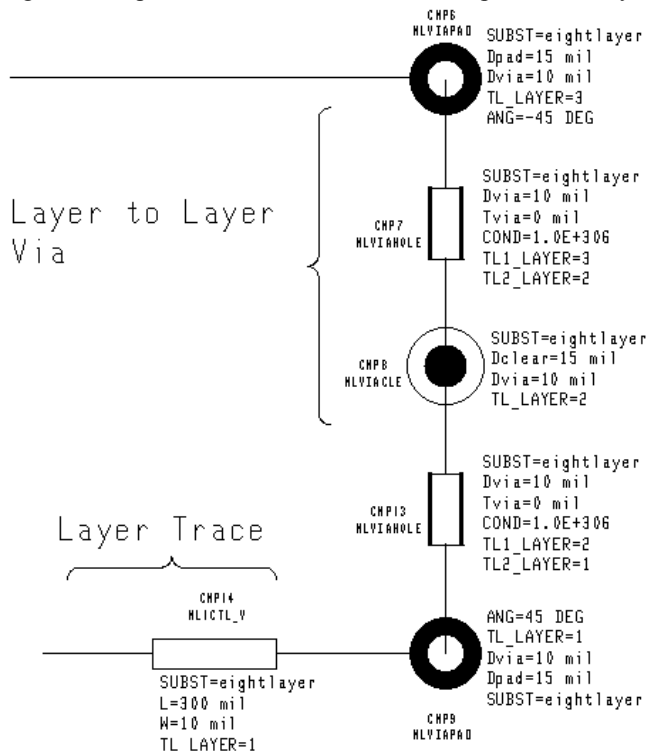 CMP6
MLVIAPAD
SUBST=eightlayer
Dpad=15 mil
Dvia=10 mil
TL_LAYER=3
ANG=-45 DEG
Layer to Layer
Via
CMP7
MLVIAHOLE
SUBST=eightlayer
Dvia=10 mil
Tvia=0 mil
COND=1.0E+306
TL1_LAYER=3
TL2_LAYER=2
CMP8
MLVIACLE
SUBST=eightlayer
Dclear=15 mil
Dvia=10 mil
TL_LAYER=2
CMP13
MLVIAHOLE
SUBST=eightlayer
Dvia=10 mil
Tvia=0 mil
COND=1.0E+306
TL1_LAYER=2
TL2_LAYER=1
Layer Trace
CMP14
MLICTL_V
SUBST=eightlayer
L=300 mil
W=10 mil
TL_LAYER=1
ANG=45 DEG
TL_LAYER=1
Dvia=10 mil
Dpad=15 mil
SUBST=eightlayer
CMP9
MLVIAPAD